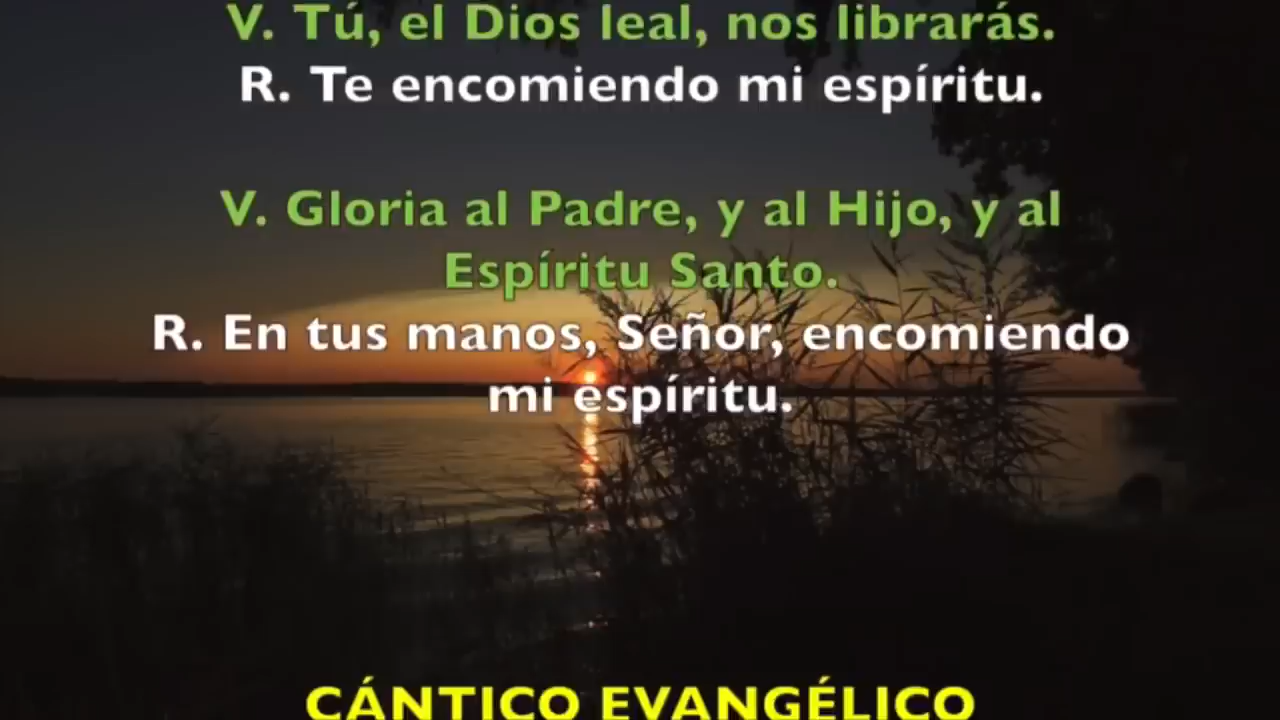 V. Tú, el Dios leal, nos librarás.
R. Te encomiendo mi espíritu.
V. Gloria al Padre, y al Hijo, y al
Espíritu Santo.
R. En tus manos, Señor, encomiendo
mi espíritu.
CÁNTICO EVANGÉLICO